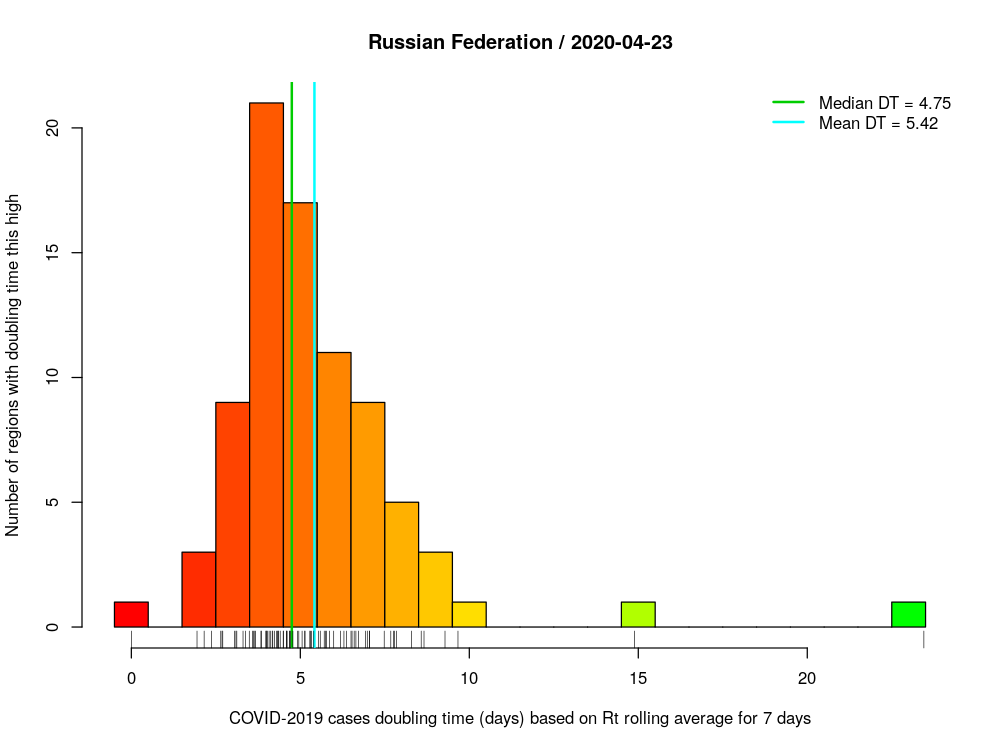 Russian Federation / 2020-04-23
Median DT = 4.75
Mean DT = 5.42
Number of regions with doubling time this high
20
15
10
5
0
0 5 10 15 20
COVID-2019 cases doubling time (days) based on Rt rolling average for 7 days